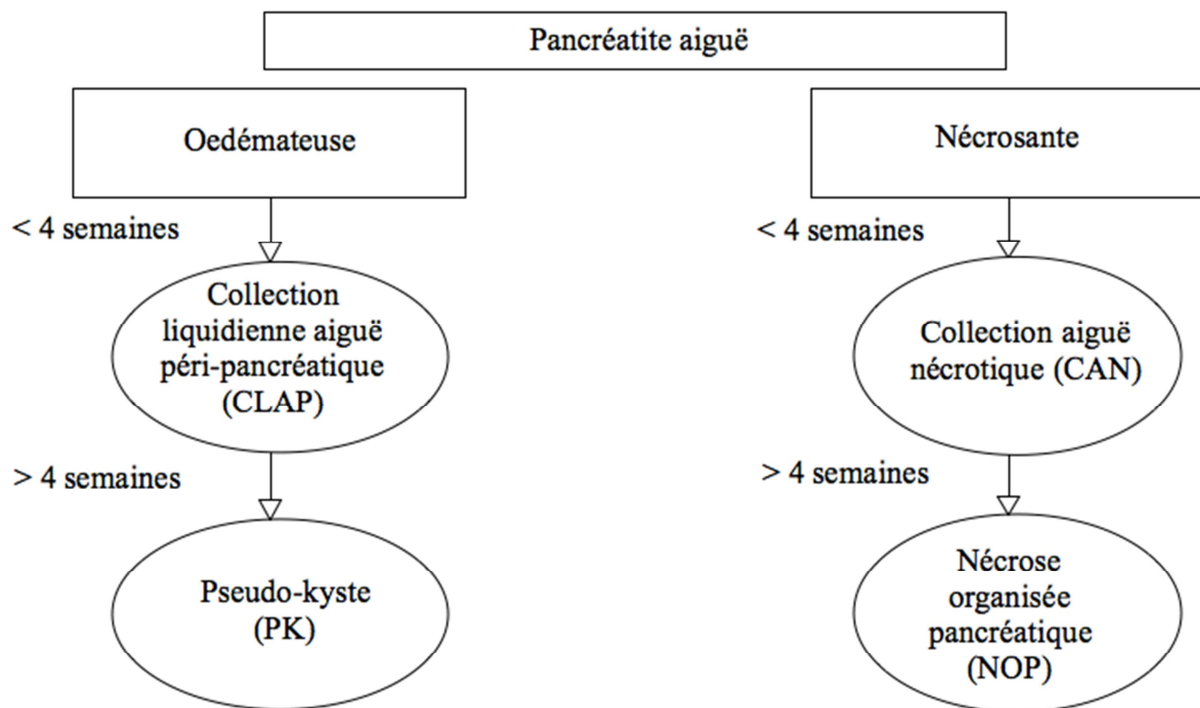 Pancréatite aiguë
Oedémateuse
Nécrosante
< 4 semaines
< 4 semaines
Collection
liquidienne aiguë
péri-pancréatique
(CLAP)
Collection aiguë
nécrotique (CAN)
> 4 semaines
> 4 semaines
Pseudo-kyste
(PK)
Nécrose
organisée
pancréatique
(NOP)